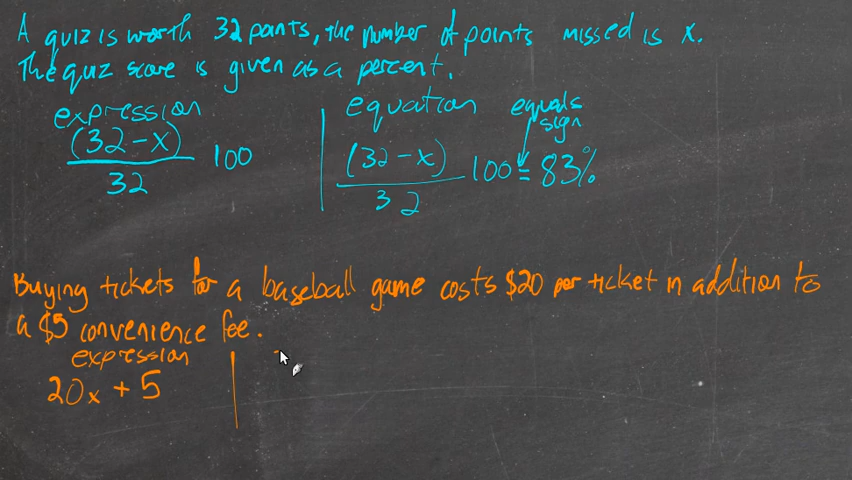 A quiz is worth 32 points, the number of points missed is x.
The quiz score is given as a percent.
expression
(32-x)
32
100
equation
equals
sign
(32-x)
32
100 = 83%
Buying tickets for a baseball game costs $20 per ticket in addition to
a $5 convenience fee.
expression
20x + 5